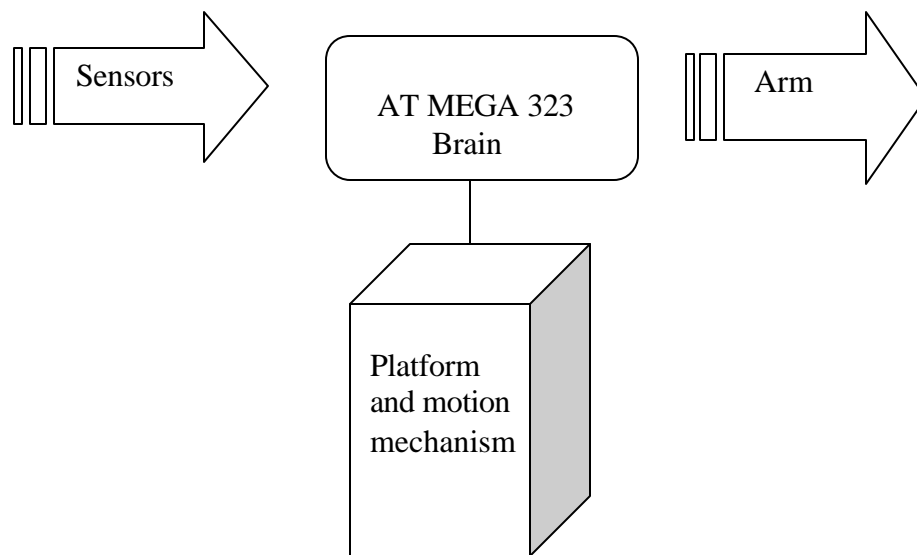 Sensors
AT MEGA 323
Brain
Arm
Platform
and motion
mechanism